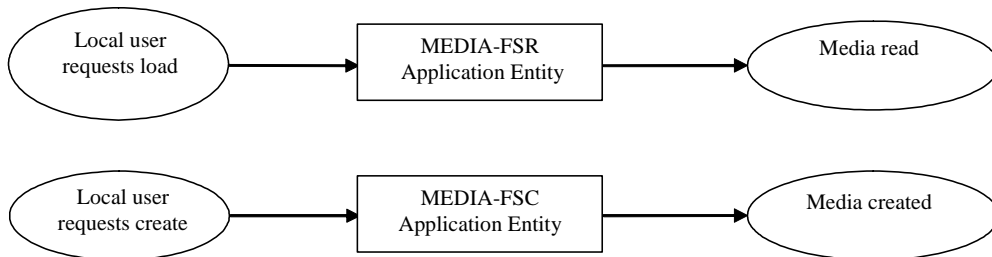 Local user
requests load
MEDIA-FSR
Application Entity
Media read
Local user
requests create
MEDIA-FSC
Application Entity
Media created